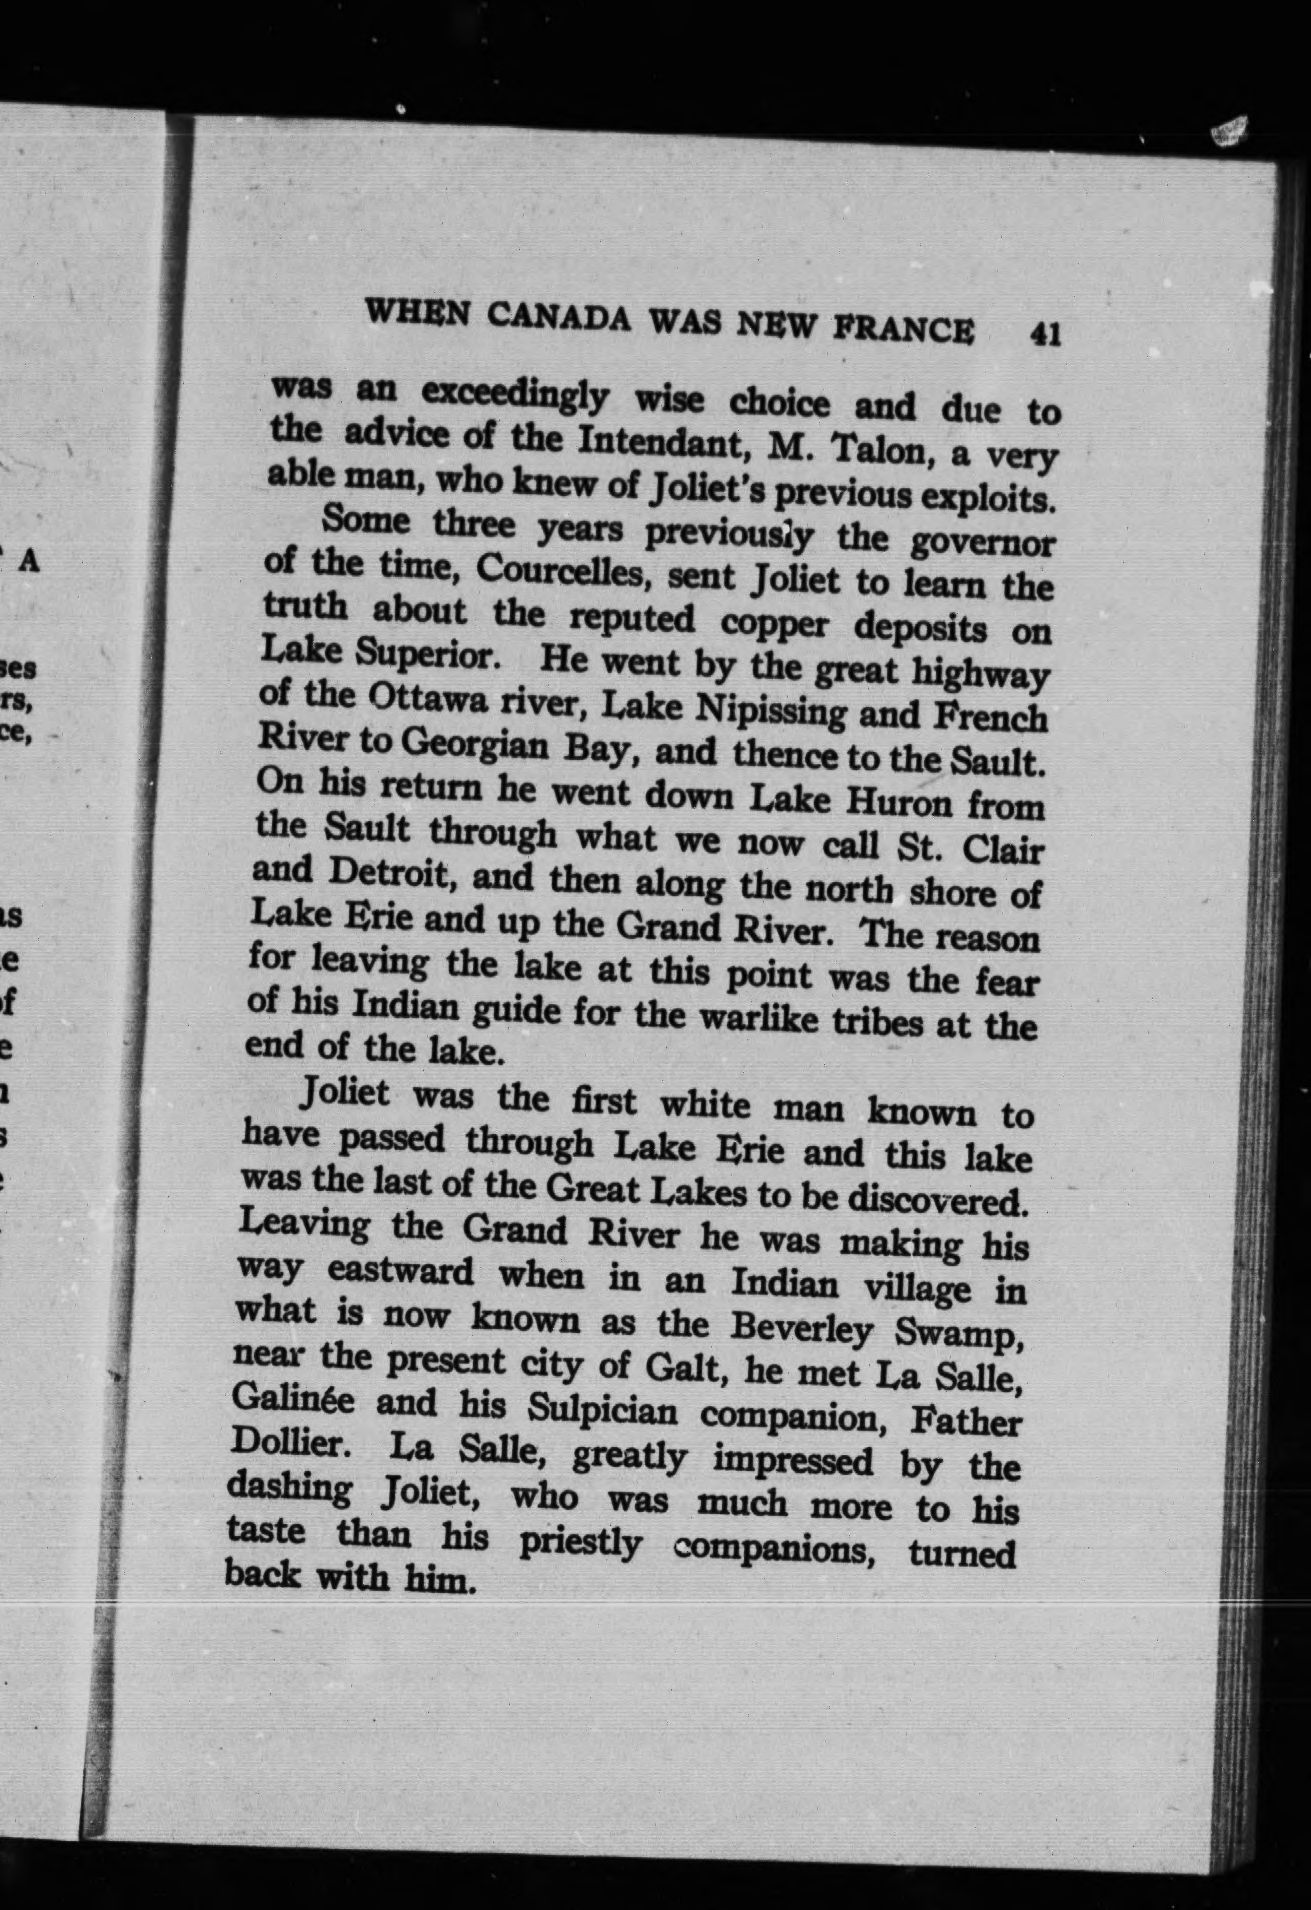 WHEN CANADA WAS NEW FRANCE 41
was an exceedingly wise choice and due to
the advice of the Intendant, M. Talon, a very
able man, who knew of Joliet's previous exploits.
Some three years previously the governor
of the time, Courcelles, sent Joliet to learn the
truth about the reputed copper deposits on
Lake Superior. He went by the great highway
of the Ottawa river, Lake Nipissing and French
River to Georgian Bay, and thence to the Sault.
On his return he went down Lake Huron from
the Sault through what we now call St. Clair
and Detroit, and then along the north shore of
Lake Erie and up the Grand River. The reason
for leaving the lake at this point was the fear
of his Indian guide for the warlike tribes at the
end of the lake.
Joliet was the first white man known to
have passed through Lake Erie and this lake
was the last of the Great Lakes to be discovered.
Leaving the Grand River he was making his
way eastward when in an Indian village in
what is now known as the Beverley Swamp,
near the present city of Galt, he met La Salle,
Galinée and his Sulpician companion, Father
Dollier. La Salle, greatly impressed by the
dashing Joliet, who was much more to his
taste than his priestly companions, turned
back with him.